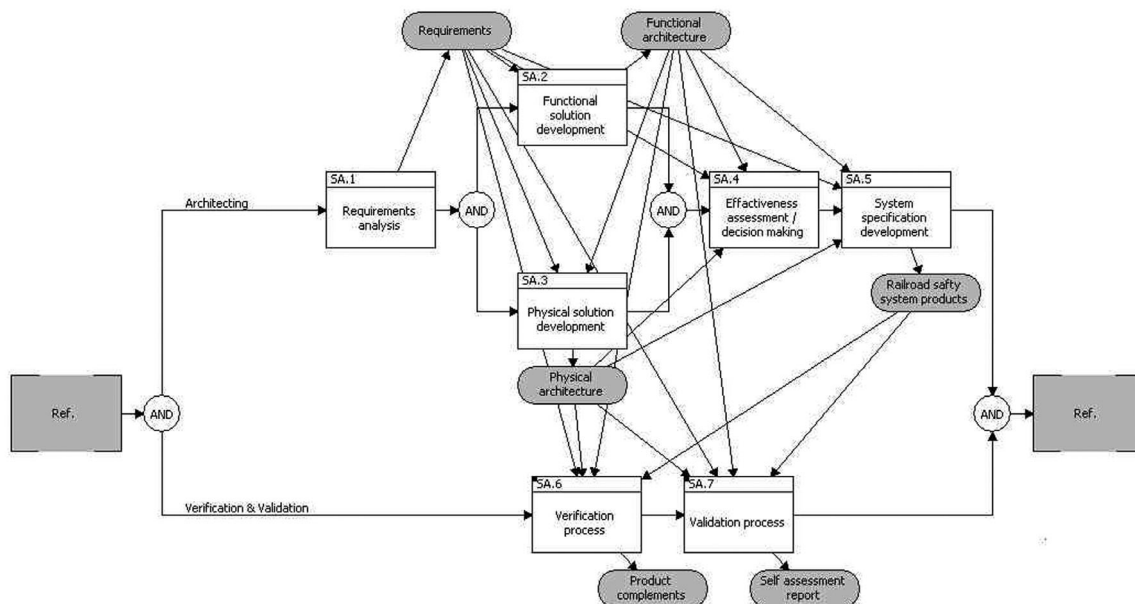 Requirements
Functional
architecture
SA.2
Functional
solution
development
SA.1
Requirements
analysis
Architecting
AND
AND
SA.4
Effectiveness
assessment /
decision making
SA.5
System
specification
development
SA.3
Physical solution
development
Railroad safty
system products
Physical
architecture
Ref.
AND
AND
Ref.
SA.6
Verification
process
SA.7
Validation process
Verification & Validation
Product
complements
Self assessment
report